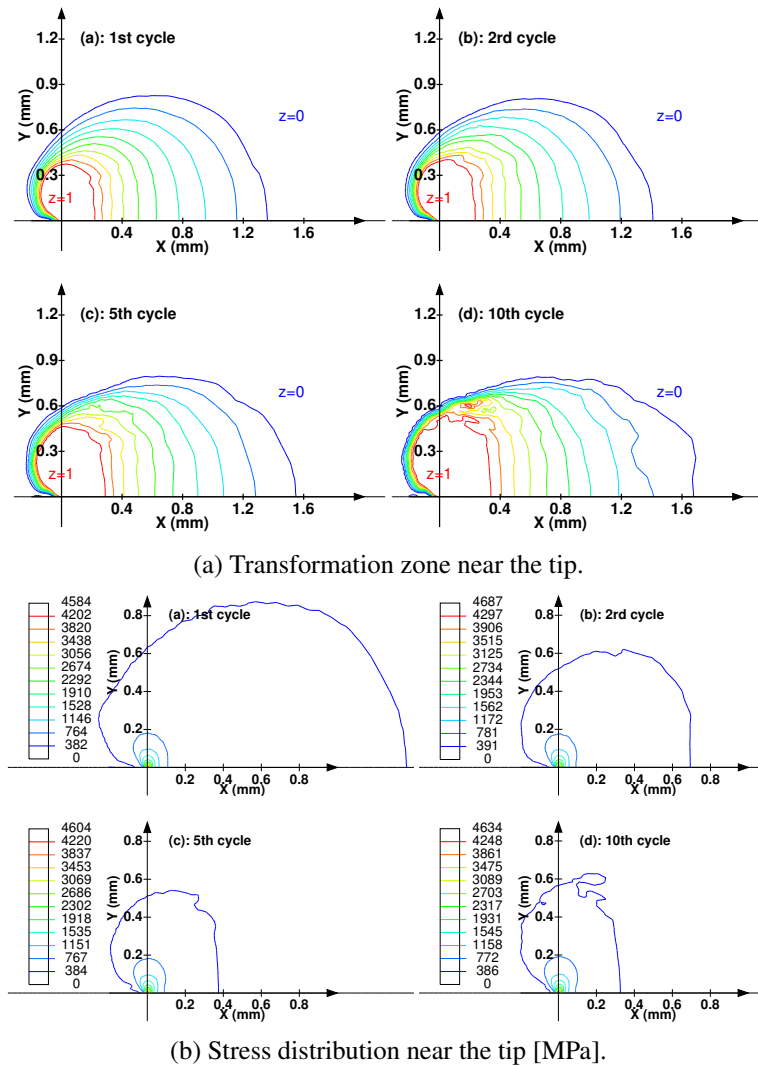 (a): 1st cycle
1.2
0.9
0.6
0.3
Y (mm)
z=0
z=1
0.4 0.8 1.2 1.6
X (mm)
(b): 2rd cycle
1.2
0.9
0.6
0.3
Y (mm)
z=0
z=1
0.4 0.8 1.2 1.6
X (mm)
(c): 5th cycle
1.2
0.9
0.6
0.3
Y (mm)
z=0
z=1
0.4 0.8 1.2 1.6
X (mm)
(d): 10th cycle
1.2
0.9
0.6
0.3
Y (mm)
z=0
z=1
0.4 0.8 1.2 1.6
X (mm)
(a) Transformation zone near the tip.
4584
4202
3820
3438
3056
2674
2292
1910
1528
1146
764
382
0
(a): 1st cycle
0.8
0.6
0.4
0.2
Y (mm)
0.2 0.4 0.6 0.8
X (mm)
4687
4297
3906
3515
3125
2734
2344
1953
1562
1172
781
391
0
(b): 2rd cycle
0.8
0.6
0.4
0.2
Y (mm)
0.2 0.4 0.6 0.8
X (mm)
4604
4220
3837
3453
3069
2686
2302
1918
1535
1151
767
384
0
(c): 5th cycle
0.8
0.6
0.4
0.2
Y (mm)
0.2 0.4 0.6 0.8
X (mm)
4634
4248
3861
3475
3089
2703
2317
1931
1545
1158
772
386
0
(d): 10th cycle
0.8
0.6
0.4
0.2
Y (mm)
0.2 0.4 0.6 0.8
X (mm)
(b) Stress distribution near the tip [MPa].